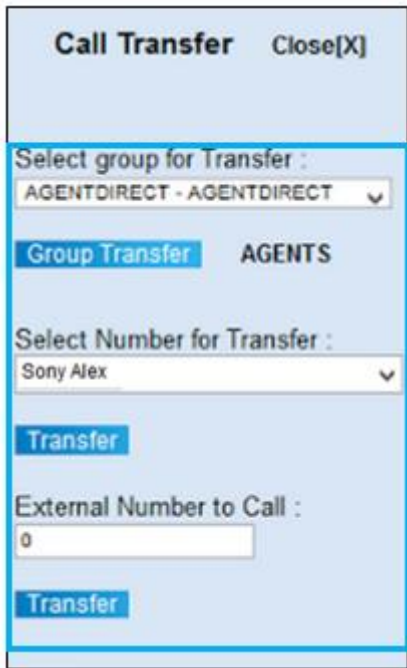 Call Transfer Close[X]
Select group for Transfer :
AGENTDIRECT - AGENTDIRECT
Group Transfer AGENTS
Select Number for Transfer :
Sony Alex
Transfer
External Number to Call :
0
Transfer